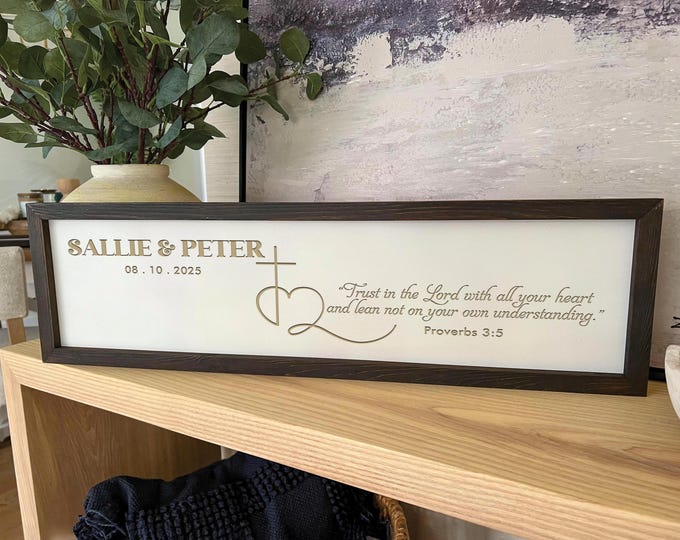 SALLIE & PETER
08 . 10 . 2025
“Trust in the Lord with all your heart
and lean not on your own understanding.”
Proverbs 3:5